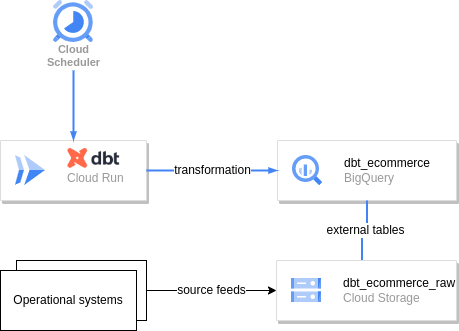 Cloud
Scheduler
dbt
Cloud Run
transformation
dbt_ecommerce
BigQuery
external tables
Operational systems
source feeds
dbt_ecommerce_raw
Cloud Storage